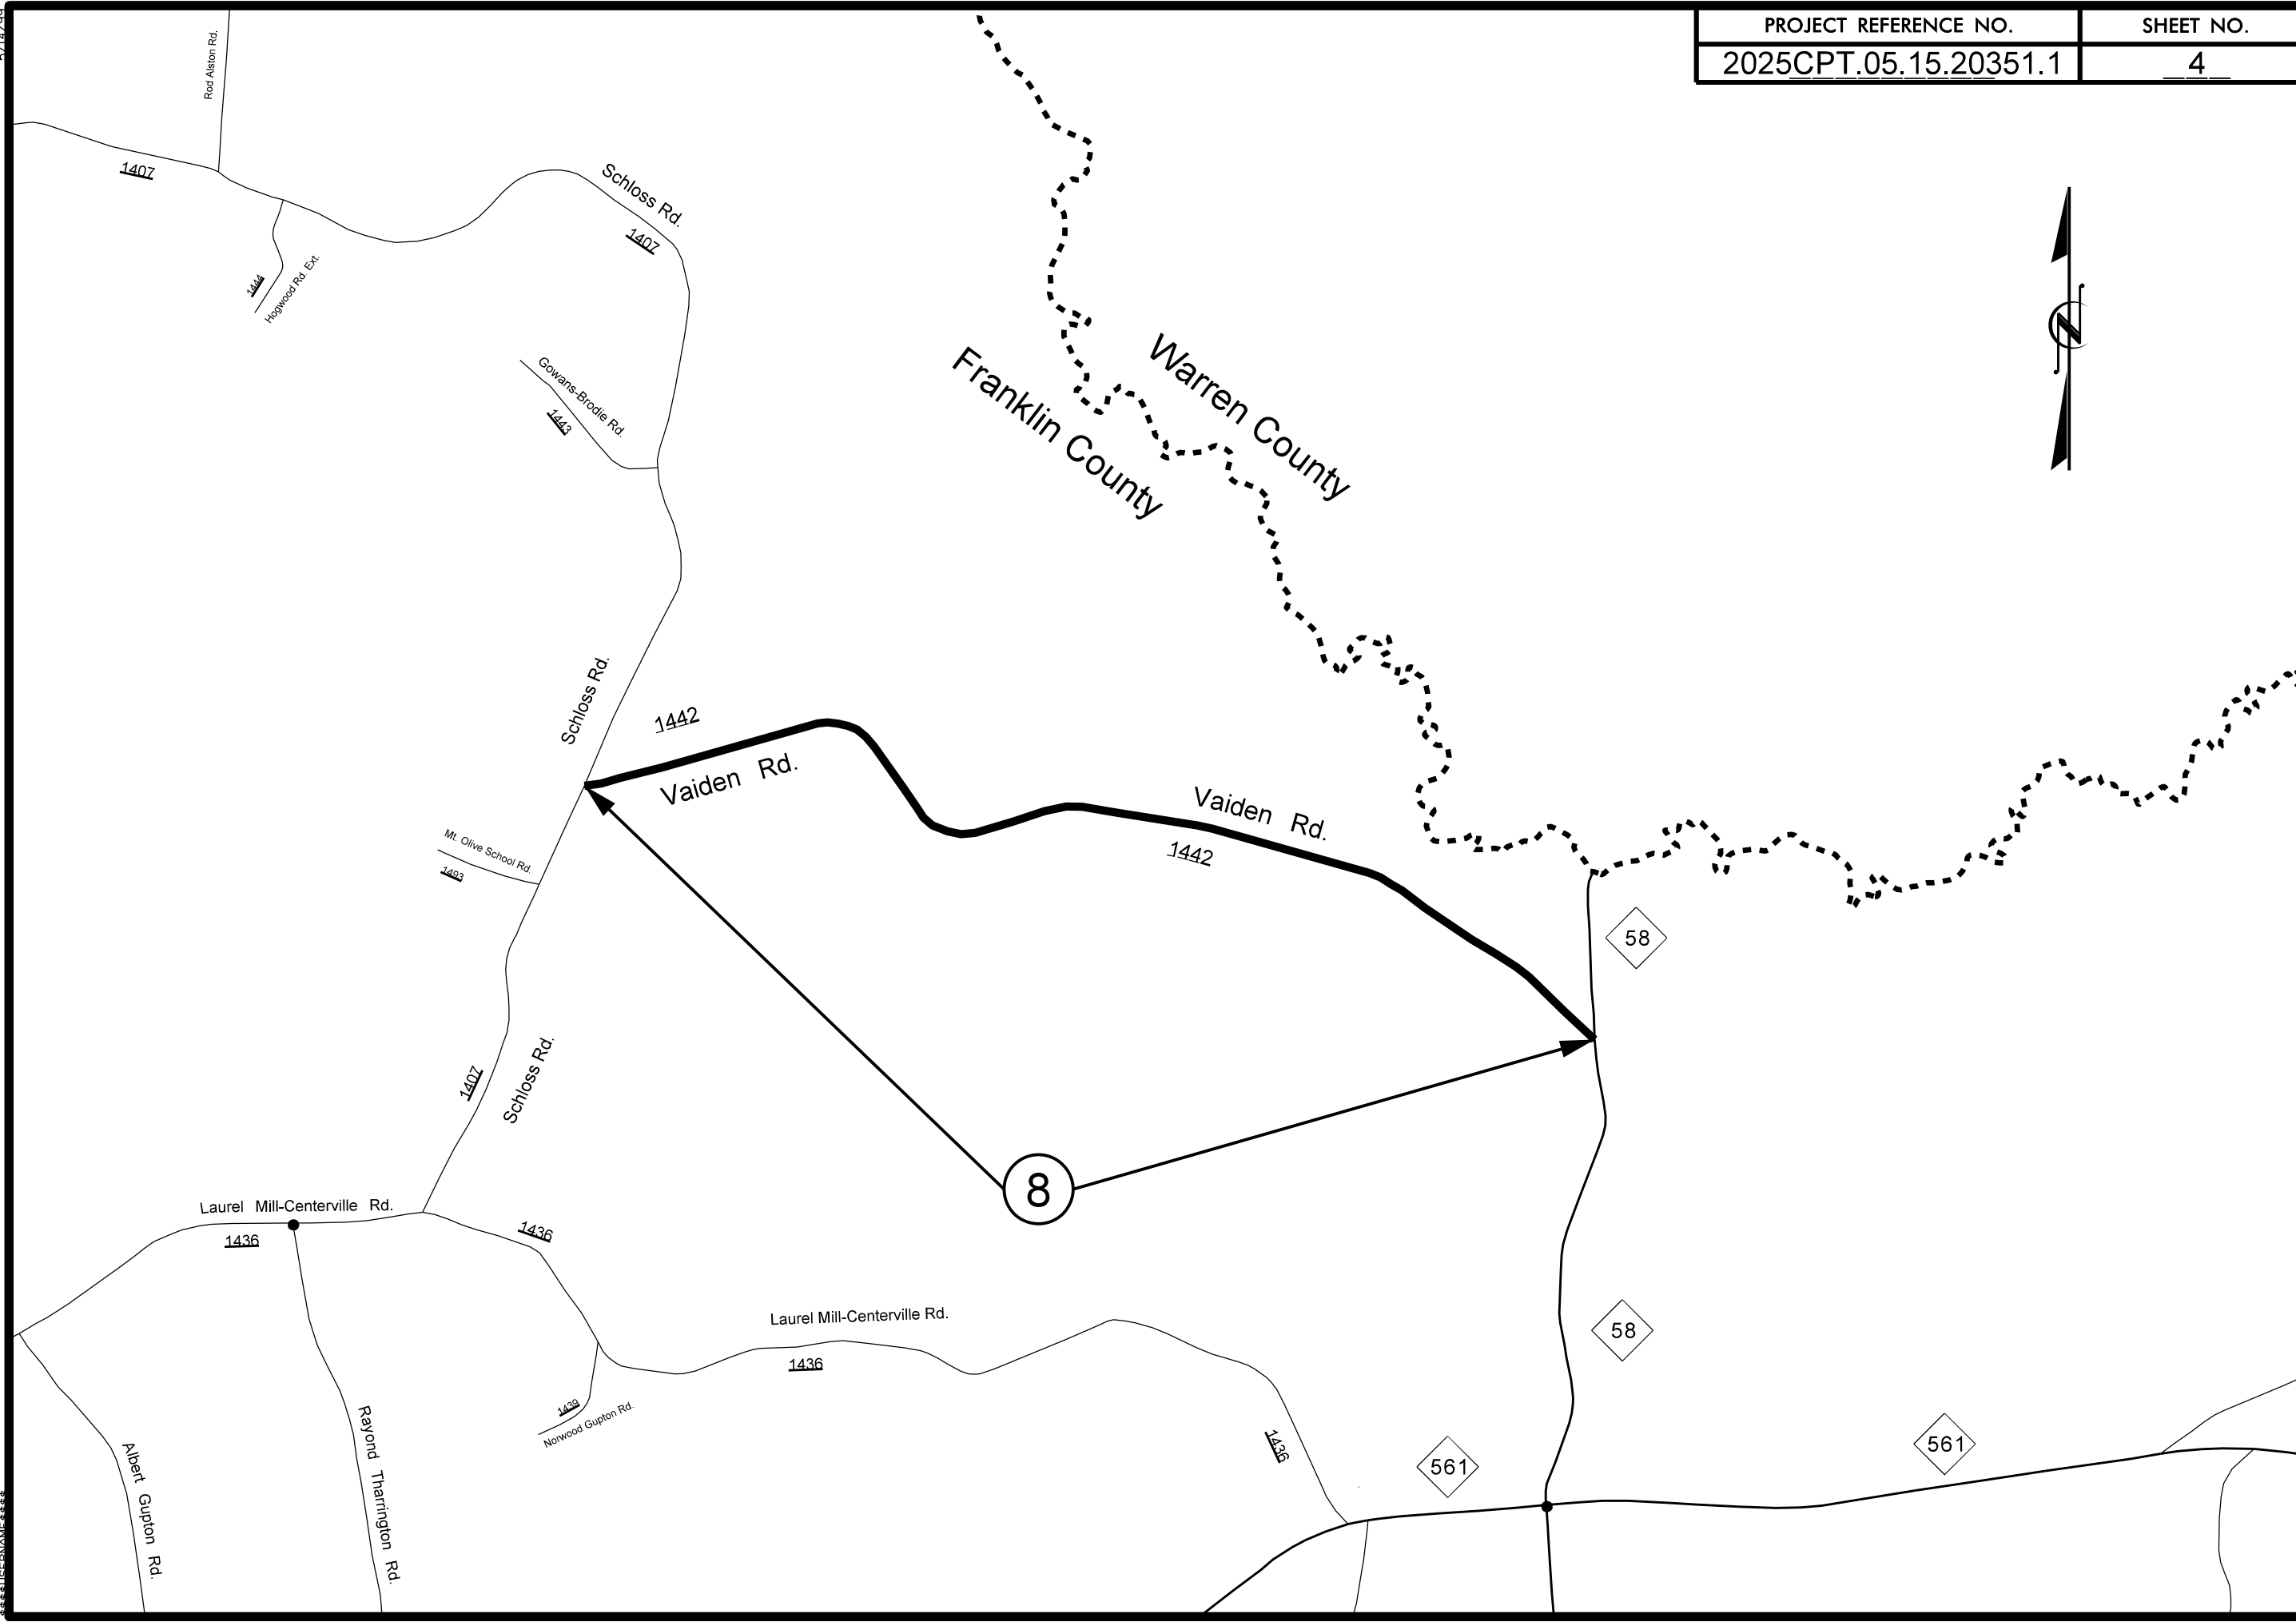 PROJECT REFERENCE NO.
SHEET NO.
2025CPT.05.15.20351.1
4
Rod Alston Rd.
1407
Schloss Rd.
1407
1444
Hogwood Rd. Ext.
Gowans-Brodie Rd.
1443
Warren County
Franklin County
N
Schloss Rd.
1442
Vaiden Rd.
Vaiden Rd.
1442
Mt. Olive School Rd.
1493
58
1407
Schloss Rd.
8
Laurel Mill-Centerville Rd.
1436
1436
Laurel Mill-Centerville Rd.
1436
58
1439
Norwood Gupton Rd.
1436
561
561
Albert Gupton Rd.
Rayond Tharrington Rd.